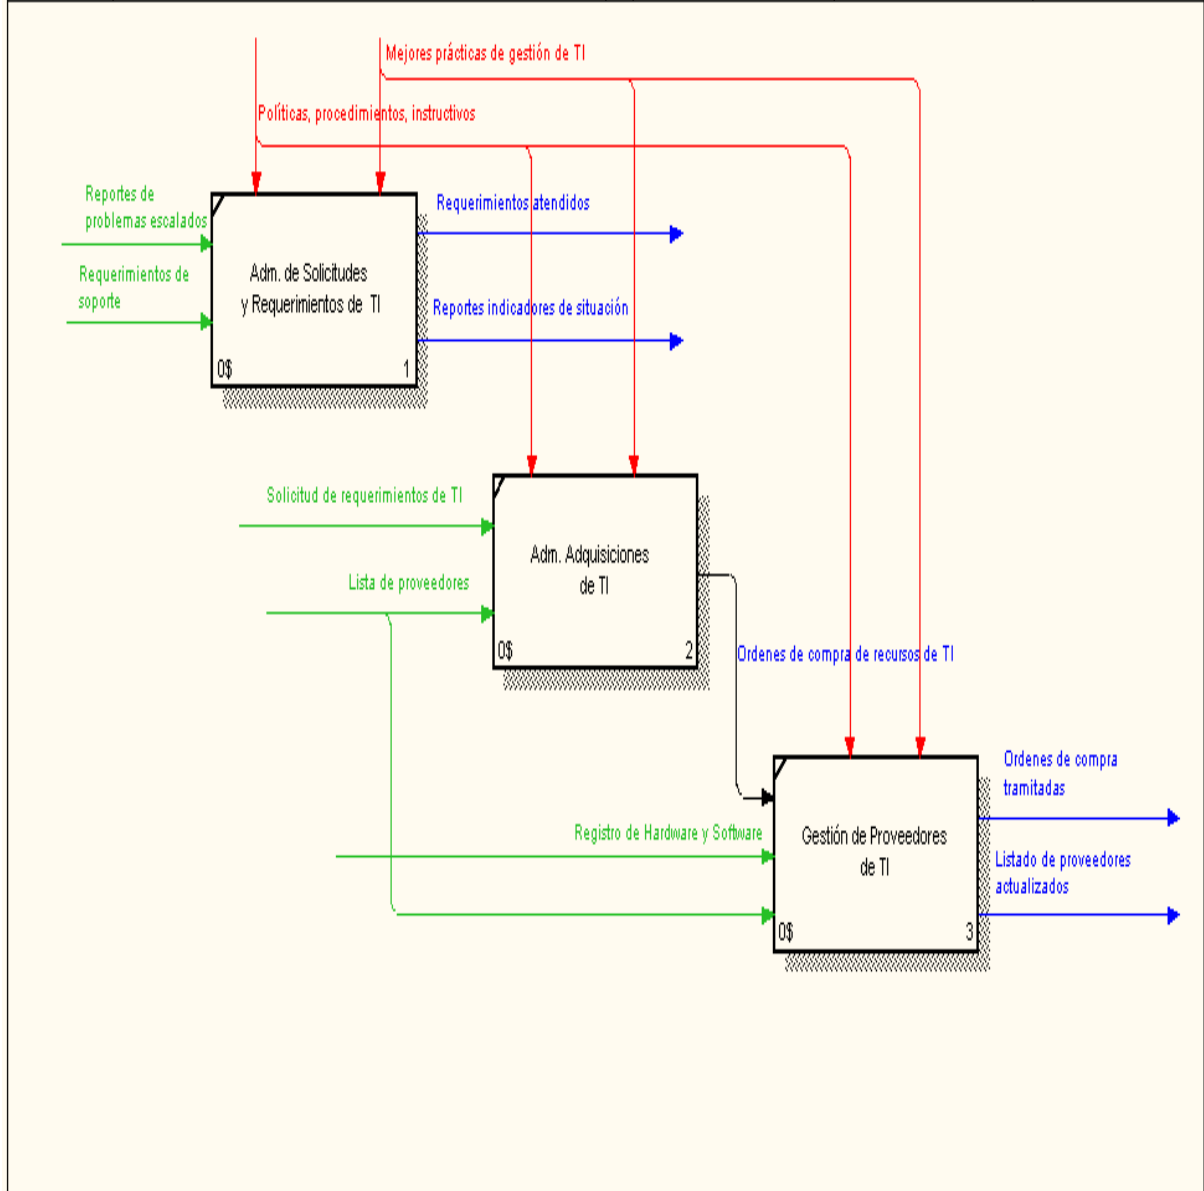 Mejores prácticas de gestión de TI
Políticas, procedimientos, instructivos
Reportes de
problemas escalados
Requerimientos de
soporte
Adm. de Solicitudes
y Requerimientos de TI
0$
1
Requerimientos atendidos
Reportes indicadores de situación
Solicitud de requerimientos de TI
Lista de proveedores
Adm. Adquisiciones
de TI
0$
2
Ordenes de compra de recursos de TI
Registro de Hardware y Software
Gestión de Proveedores
de TI
0$
3
Ordenes de compra
tramitadas
Listado de proveedores
actualizados